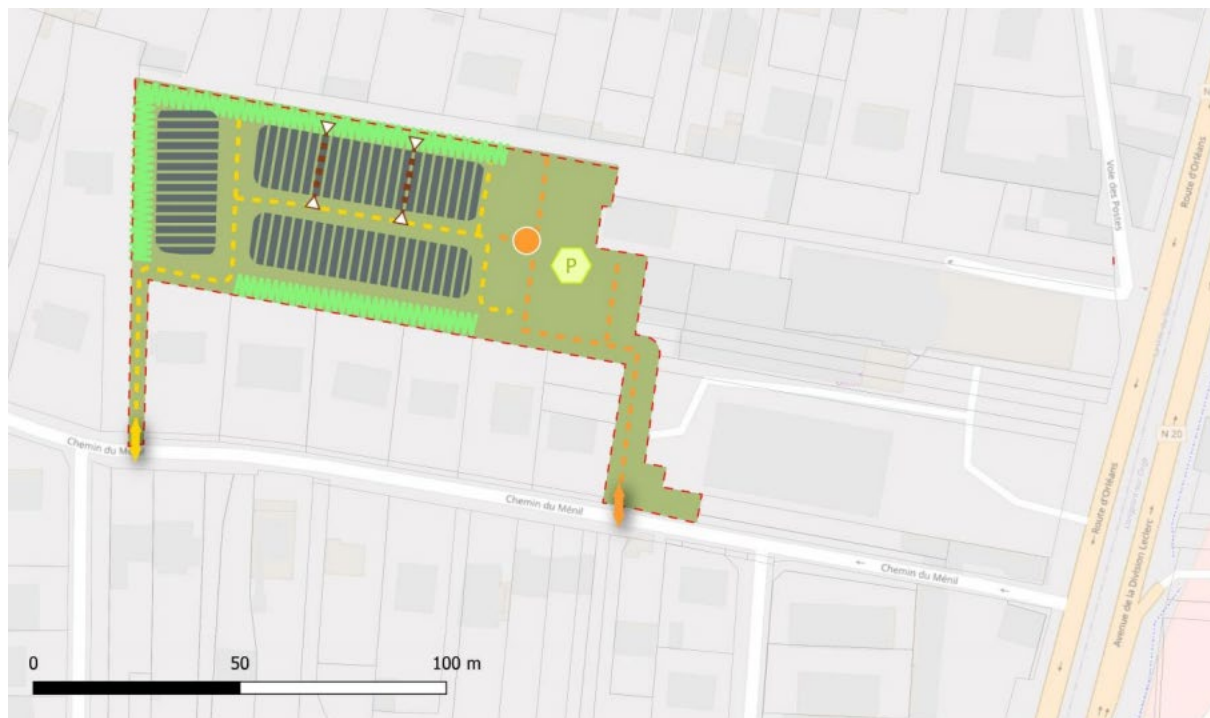 N
Voie des Postes
Route d'Orléans
P
N 20
Chemin du Mé
Chemin du Ménil
Route d'Orléans
Avenue de la Division Leclerc
Chemin du Ménil
0 50 100 m